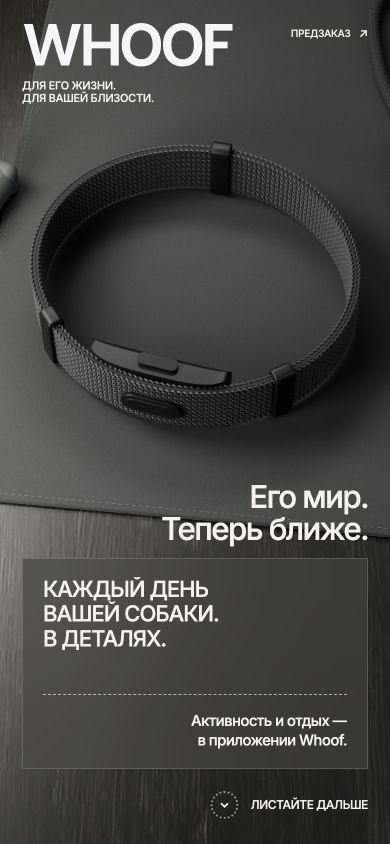 WHOOF
ПРЕДЗАКАЗ
ДЛЯ ЕГО ЖИЗНИ.
ДЛЯ ВАШЕЙ БЛИЗОСТИ.
Его мир.
Теперь ближе.
КАЖДЫЙ ДЕНЬ
ВАШЕЙ СОБАКИ.
В ДЕТАЛЯХ.
Активность и отдых —
в приложении Whoof.
ЛИСТАЙТЕ ДАЛЬШЕ